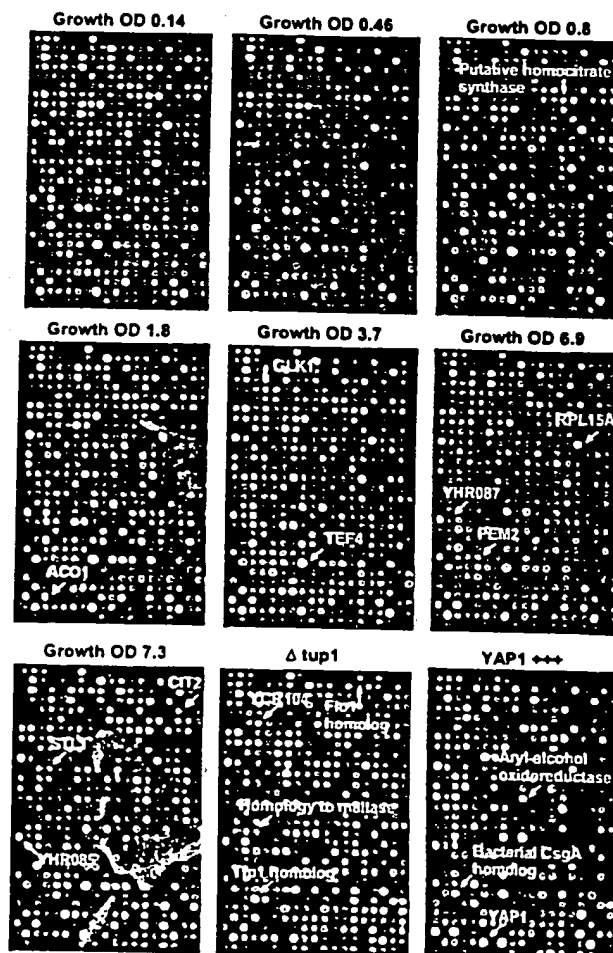 Growth OD 0.14
Growth OD 0.46
Growth OD 0.8
Putative homocitrate
synthase
Growth OD 1.8
Growth OD 3.7
Growth OD 6.9
GLK1
RPL15A
YHR087
TEF4
PEM2
ACO1
Growth OD 7.3
Δ tup1
YAP1 +++
CIT2
homolog
Aryl-alcohol
oxidoreductase
Homology to maltase
YHR085
Bacterial CsgA
homolog
homolog
YAP1